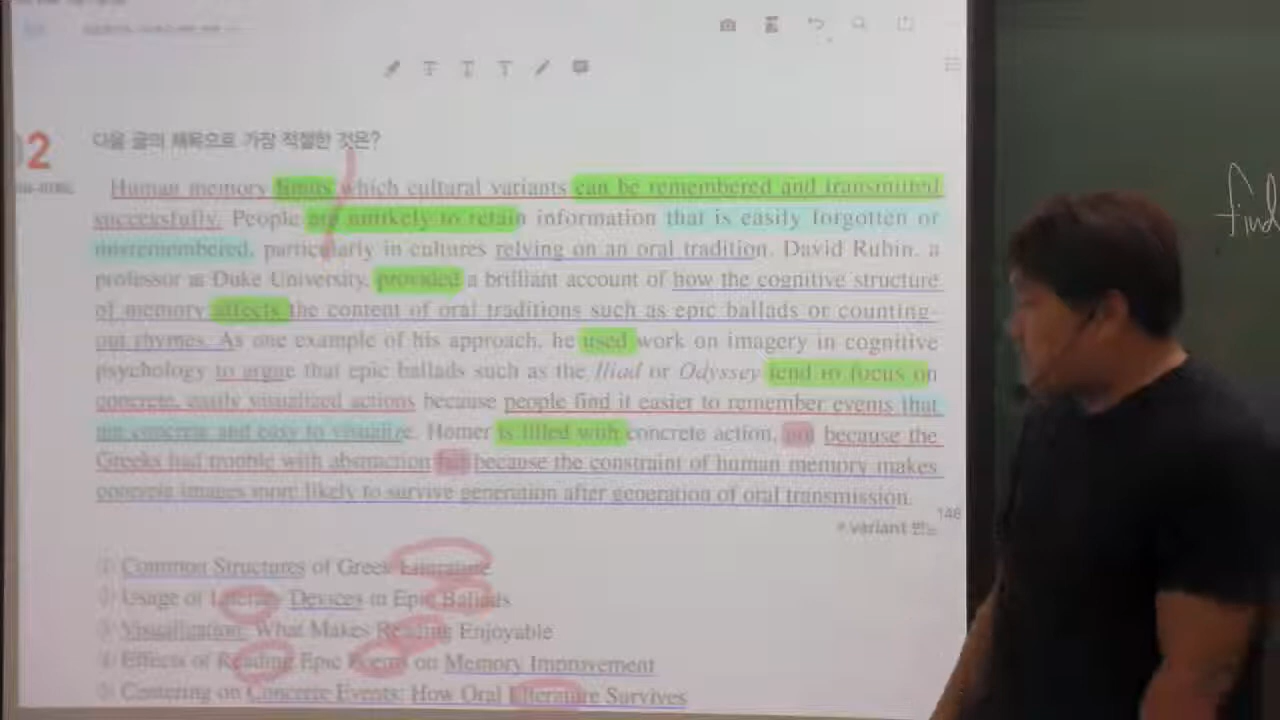 02
다음 글의 제목으로 가장 적절한 것은?
Human memory limits which cultural variants can be remembered and transmitted
successfully. People are unlikely to retain information that is easily forgotten or
misremembered, particularly in cultures relying on an oral tradition. David Rubin, a
professor at Duke University, provided a brilliant account of how the cognitive structure
of memory affects the content of oral traditions such as epic ballads or counting-
out rhymes. As one example of his approach, he used work on imagery in cognitive
psychology to argue that epic ballads such as the Iliad or Odyssey tend to focus on
concrete, easily visualized actions because people find it easier to remember events that
are concrete and easy to visualize. Homer is filled with concrete action, not because the
Greeks had trouble with abstraction but because the constraint of human memory makes
concrete images more likely to survive generation after generation of oral transmission.
146
* variant 변이
① Common Structures of Greek Literature
② Usage of Literary Devices in Epic Ballads
③ Visualization: What Makes Reading Enjoyable
④ Effects of Reading Epic Poems on Memory Improvement
⑤ Centering on Concrete Events: How Oral Literature Survives
find